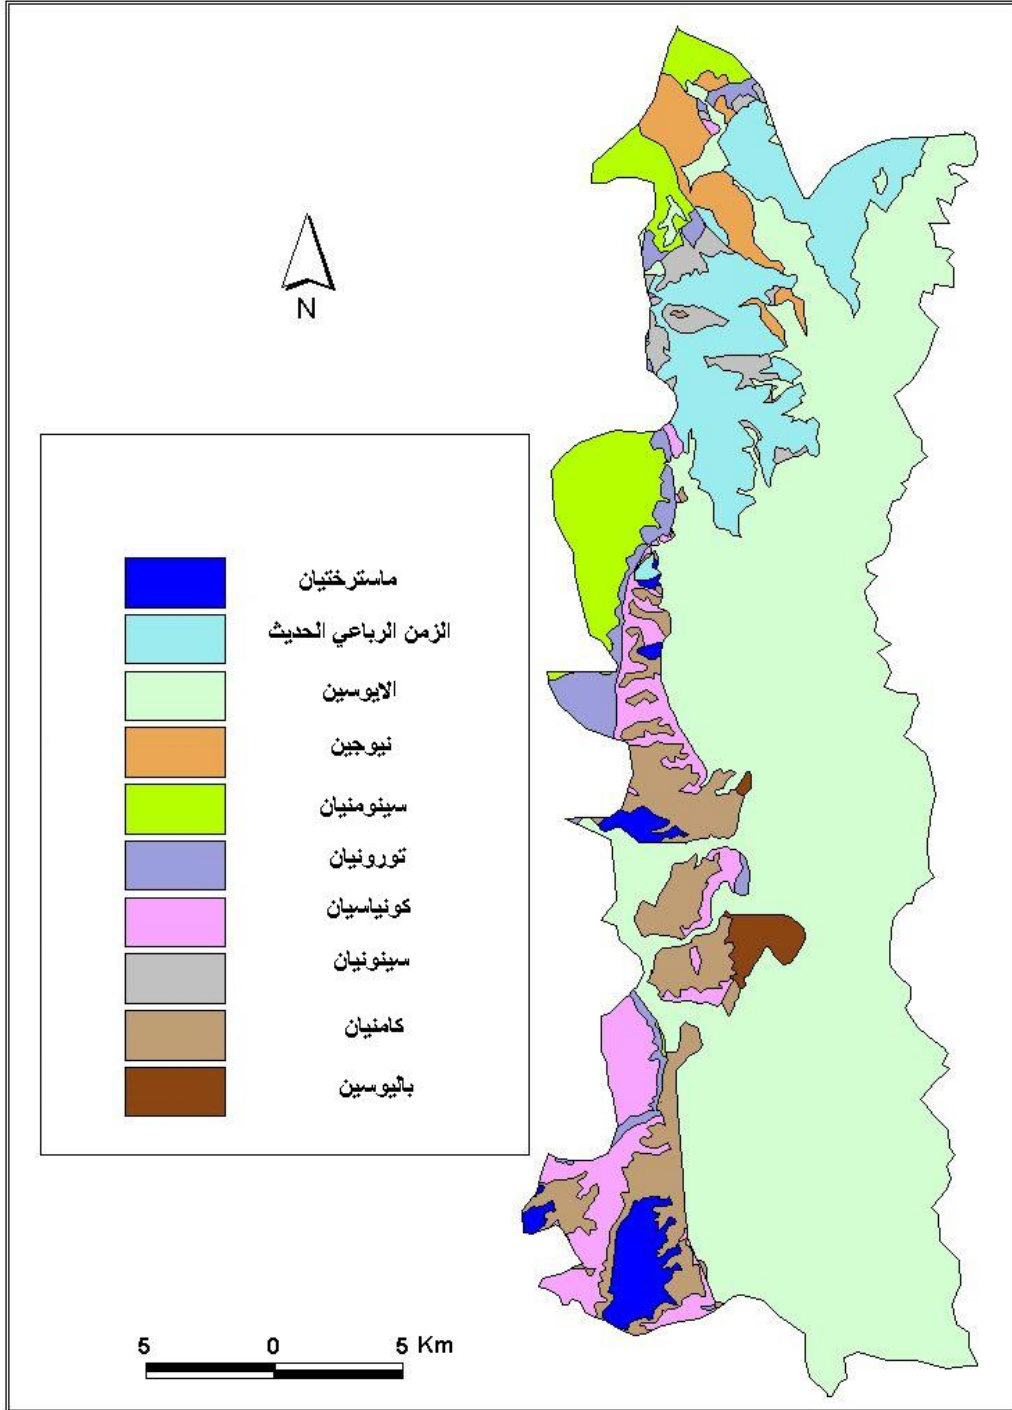 N
ماسترختيان
الزمن الرباعي الحديث
الايوسين
نيوجين
سينومنيان
تورونيان
كونياسيان
سينونيان
كامنيان
باليوسين
5 0 5 Km